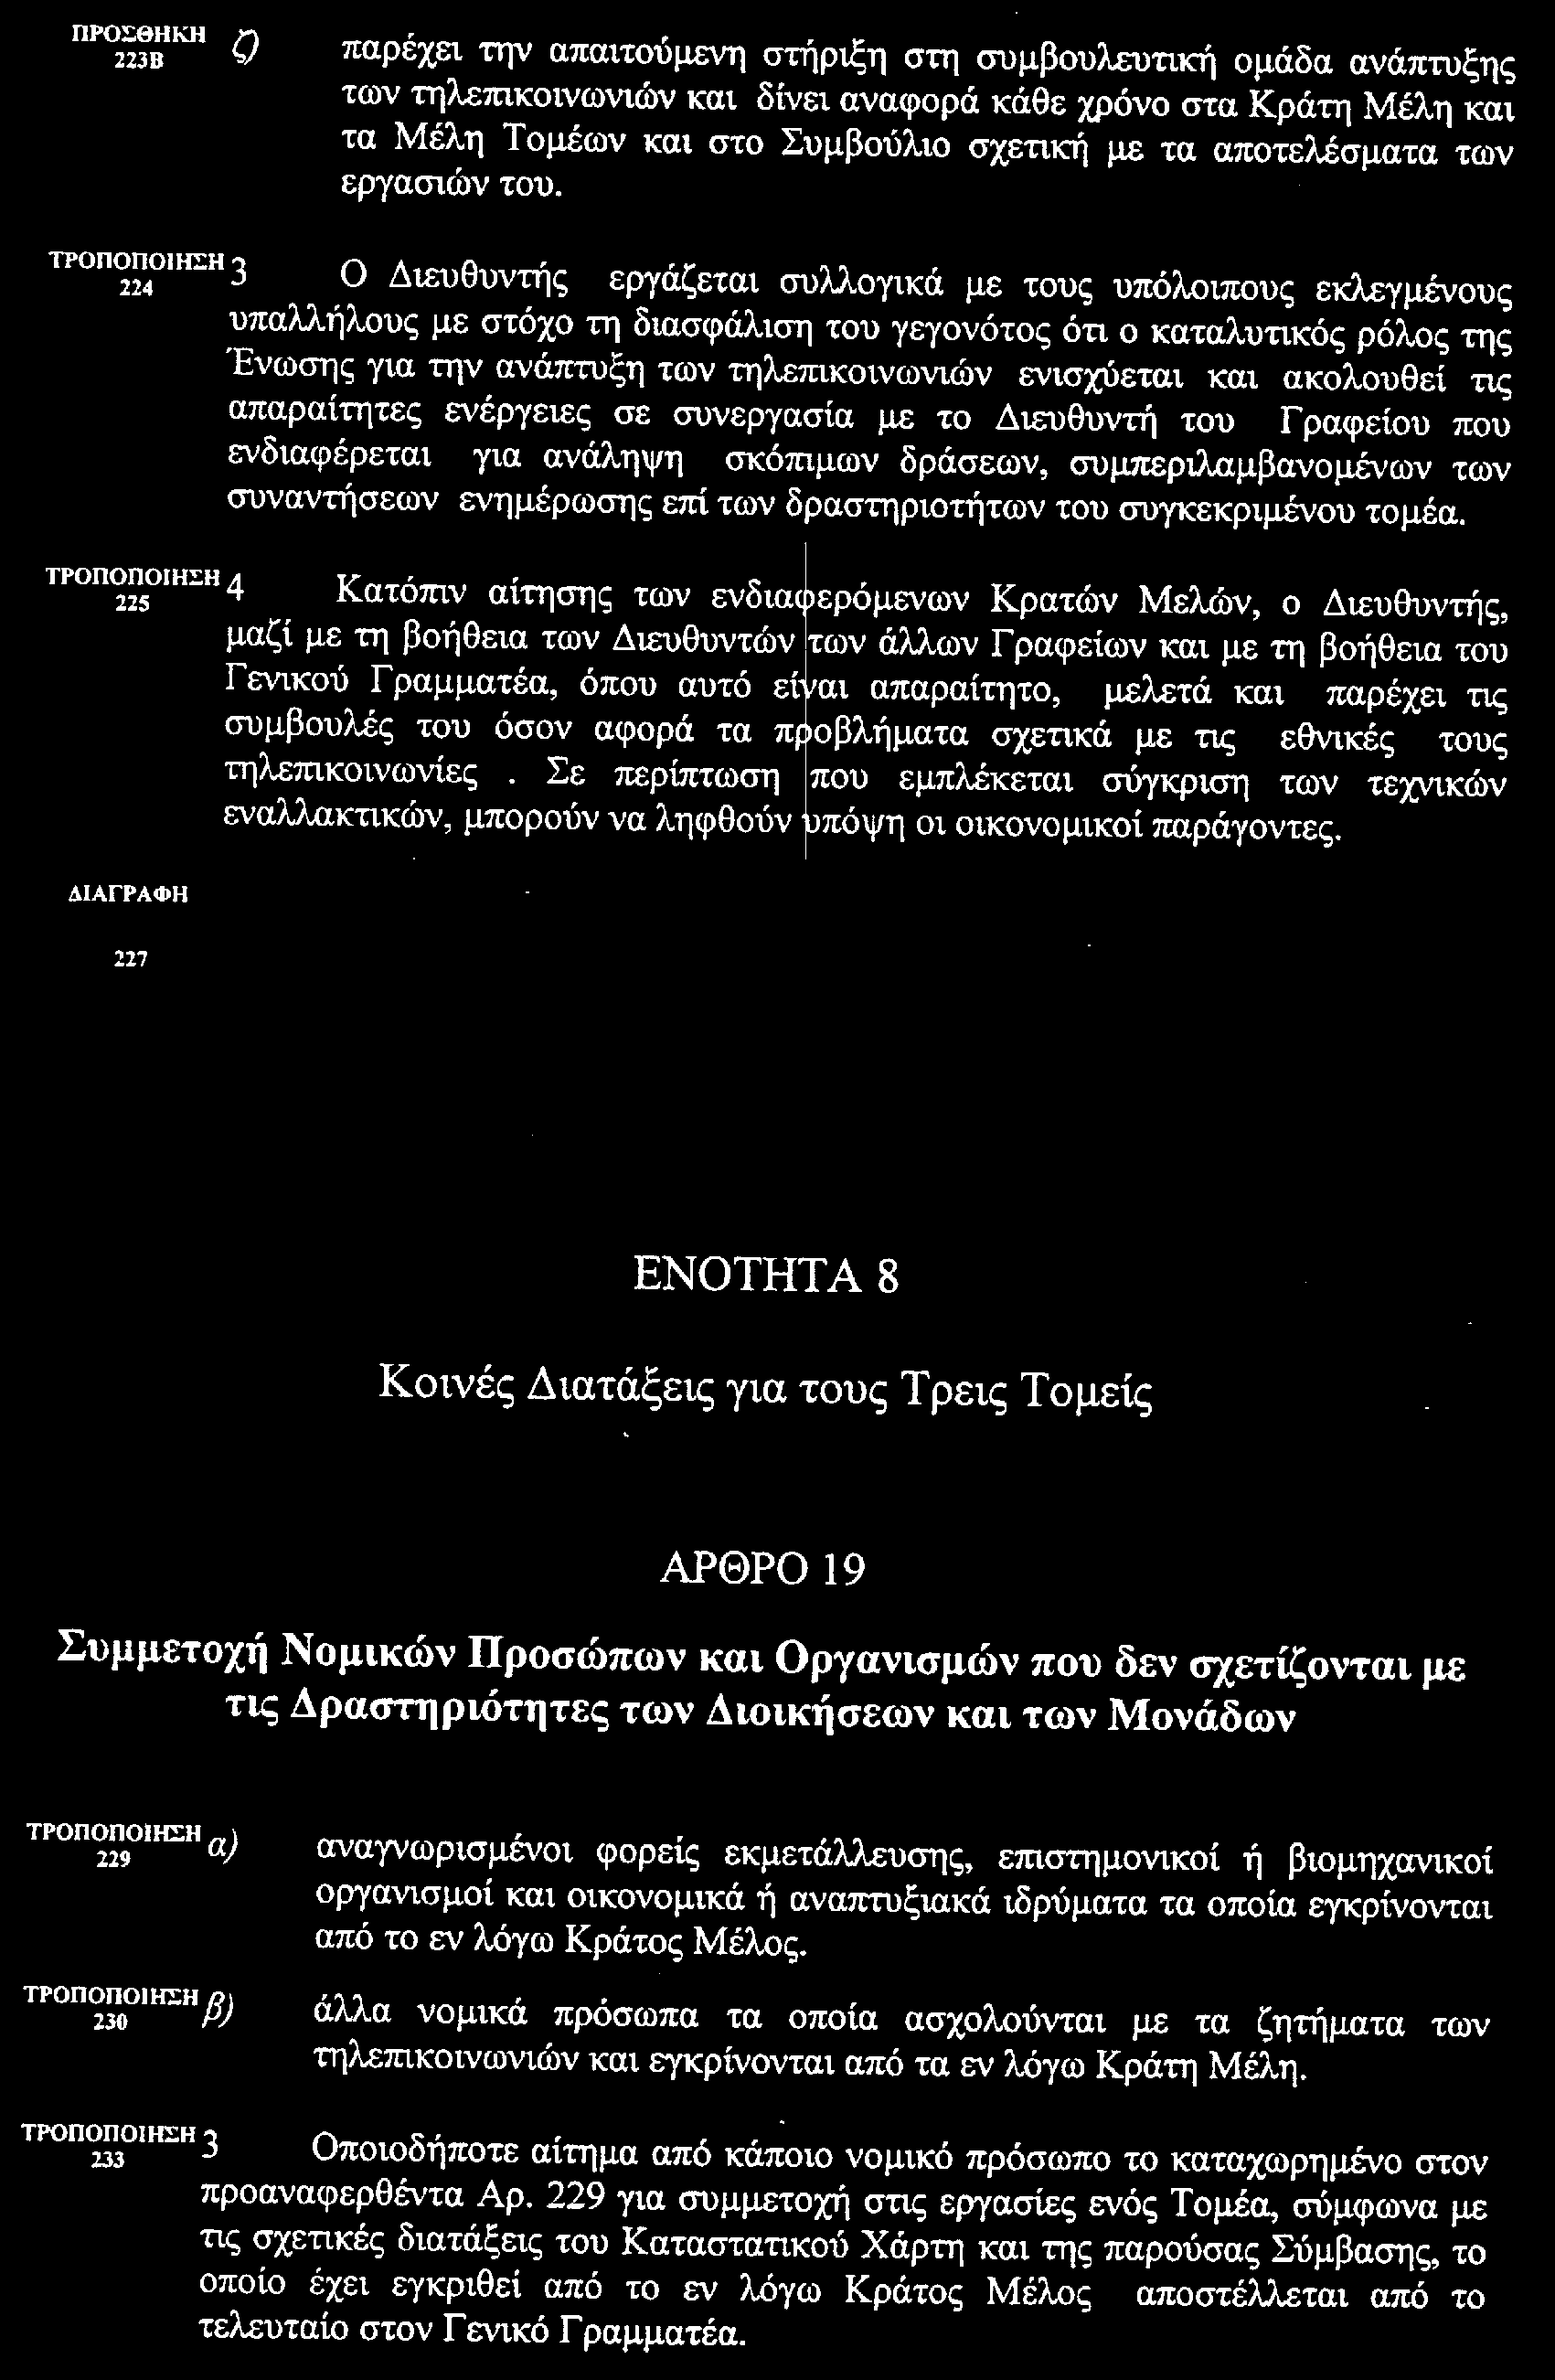 ΠΡΟΣΘΗΚΗ 223Β ζ) παρέχει την απαιτούμενη στήριξη στη συμβουλευτική ομάδα ανάπτυξης
των τηλεπικοινωνιών και δίνει αναφορά κάθε χρόνο στα Κράτη Μέλη και
τα Μέλη Τομέων και στο Συμβούλιο σχετική με τα αποτελέσματα των
εργασιών του.
ΤΡΟΠΟΠΟΙΗΣΗ 224 3 Ο Διευθυντής εργάζεται συλλογικά με τους υπόλοιπους εκλεγμένους
υπαλλήλους με στόχο τη διασφάλιση του γεγονότος ότι ο καταλυτικός ρόλος της
Ένωσης για την ανάπτυξη των τηλεπικοινωνιών ενισχύεται και ακολουθεί τις
απαραίτητες ενέργειες σε συνεργασία με το Διευθυντή του Γραφείου που
ενδιαφέρεται για ανάληψη σκόπιμων δράσεων, συμπεριλαμβανομένων των
συναντήσεων ενημέρωσης επί των δραστηριοτήτων του συγκεκριμένου τομέα.
ΤΡΟΠΟΠΟΙΗΣΗ 225 4 Κατόπιν αίτησης των ενδιαφερόμενων Κρατών Μελών, ο Διευθυντής,
μαζί με τη βοήθεια των Διευθυντών των άλλων Γραφείων και με τη βοήθεια του
Γενικού Γραμματέα, όπου αυτό είναι απαραίτητο, μελετά και παρέχει τις
συμβουλές του όσον αφορά τα προβλήματα σχετικά με τις εθνικές τους
τηλεπικοινωνίες . Σε περίπτωση που εμπλέκεται σύγκριση των τεχνικών
εναλλακτικών, μπορούν να ληφθούν υπόψη οι οικονομικοί παράγοντες.
ΔΙΑΓΡΑΦΗ
227
ΕΝΟΤΗΤΑ 8
Κοινές Διατάξεις για τους Τρεις Τομείς
ΑΡΘΡΟ 19
Συμμετοχή Νομικών Προσώπων και Οργανισμών που δεν σχετίζονται με
τις Δραστηριότητες των Διοικήσεων και των Μονάδων
ΤΡΟΠΟΠΟΙΗΣΗ 229 α) αναγνωρισμένοι φορείς εκμετάλλευσης, επιστημονικοί ή βιομηχανικοί
οργανισμοί και οικονομικά ή αναπτυξιακά ιδρύματα τα οποία εγκρίνονται
από το εν λόγω Κράτος Μέλος.
ΤΡΟΠΟΠΟΙΗΣΗ 230 β) άλλα νομικά πρόσωπα τα οποία ασχολούνται με τα ζητήματα των
τηλεπικοινωνιών και εγκρίνονται από τα εν λόγω Κράτη Μέλη.
ΤΡΟΠΟΠΟΙΗΣΗ 233 3 Οποιοδήποτε αίτημα από κάποιο νομικό πρόσωπο το καταχωρημένο στον
προαναφερθέντα Αρ. 229 για συμμετοχή στις εργασίες ενός Τομέα, σύμφωνα με
τις σχετικές διατάξεις του Καταστατικού Χάρτη και της παρούσας Σύμβασης, το
οποίο έχει εγκριθεί από το εν λόγω Κράτος Μέλος αποστέλλεται από το
τελευταίο στον Γενικό Γραμματέα.